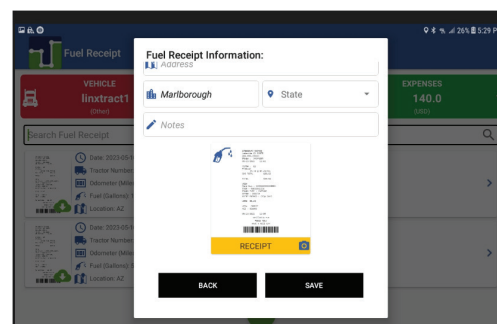 26% 5:29 P
Fuel Receipt
Fuel Receipt Information:
Address
Marlborough
State
Notes
RECEIPT
BACK
SAVE
VEHICLE
linxtract1
(Other)
EXPENSES
140.0
(USD)
Search Fuel Receipt
Date: 2023-05-1
Tractor Number
Odometer (Mile
Fuel (Gallons):
Location: AZ
Date: 2023-05-1
Tractor Number
Odometer (Mile
Fuel (Gallons):
Location: AZ